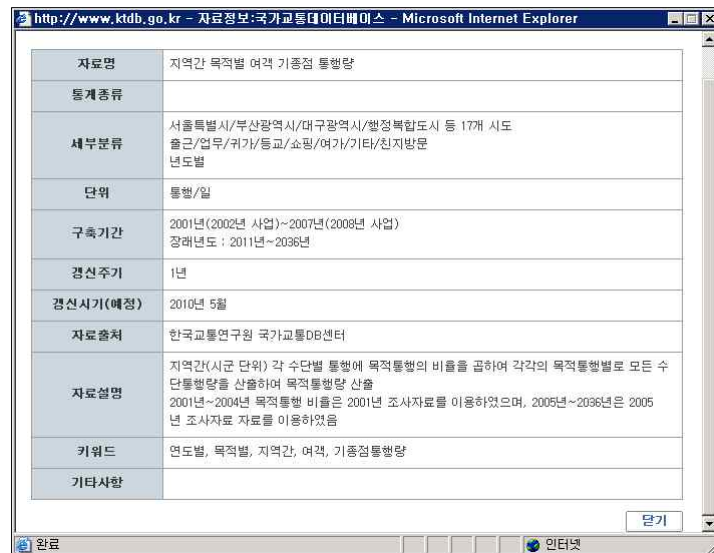 http://www.ktdb.go.kr - 자료정보:국가교통데이터베이스 - Microsoft Internet Explorer
자료명 지역간 목적별 여객 기종점 통행량
통계종류
세부분류 서울특별시/부산광역시/대구광역시/행정복합도시 등 17개 시도
출근/업무/귀가/등교/쇼핑/여가/기타/친지방문
년도별
단위 통행/일
구축기간 2001년(2002년 사업)~2007년(2008년 사업)
장래년도 : 2011년~2036년
갱신주기 1년
갱신시기(예정) 2010년 5월
자료출처 한국교통연구원 국가교통DB센터
자료설명 지역간(시군 단위) 각 수단별 통행에 목적통행의 비율을 곱하여 각각의 목적통행별로 모든 수
단통행량을 산출하여 목적통행량 산출
2001년~2004년 목적통행 비율은 2001년 조사자료를 이용하였으며, 2005년~2036년은 2005
년 조사자료 자료를 이용하였음
키워드 연도별, 목적별, 지역간, 여객, 기종점통행량
기타사항
닫기
완료 인터넷